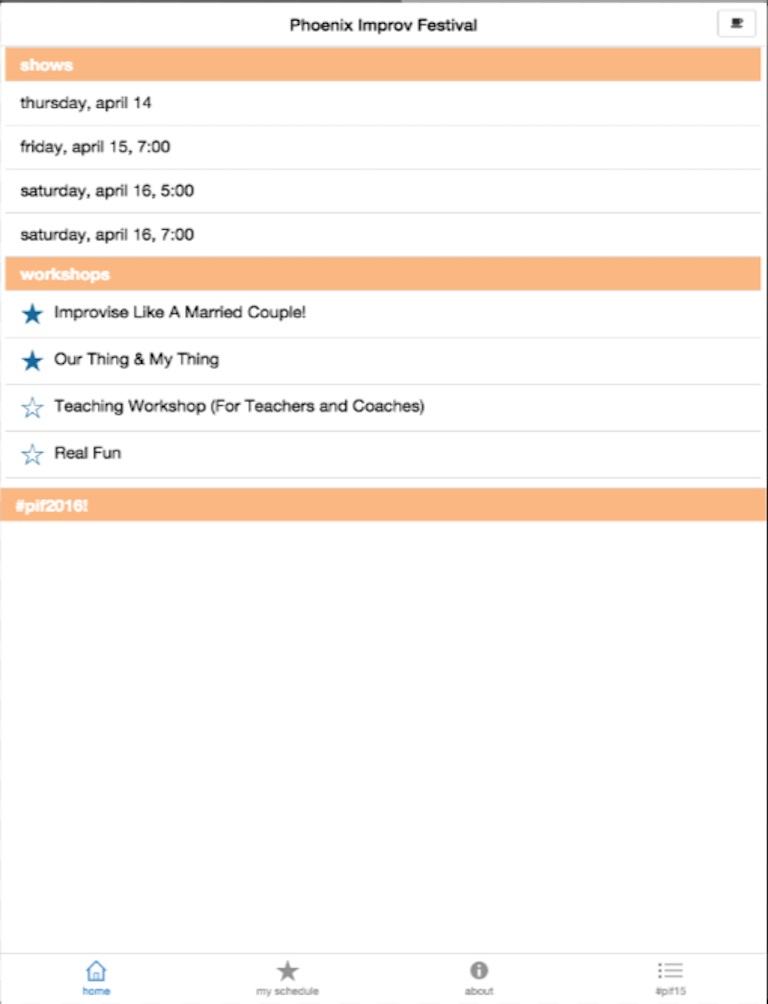 Phoenix Improv Festival
shows
thursday, april 14
friday, april 15, 7:00
saturday, april 16, 5:00
saturday, april 16, 7:00
workshops
Improvise Like A Married Couple!
Our Thing & My Thing
Teaching Workshop (For Teachers and Coaches)
Real Fun
#pif2016!
home
my schedule
about
#pif15